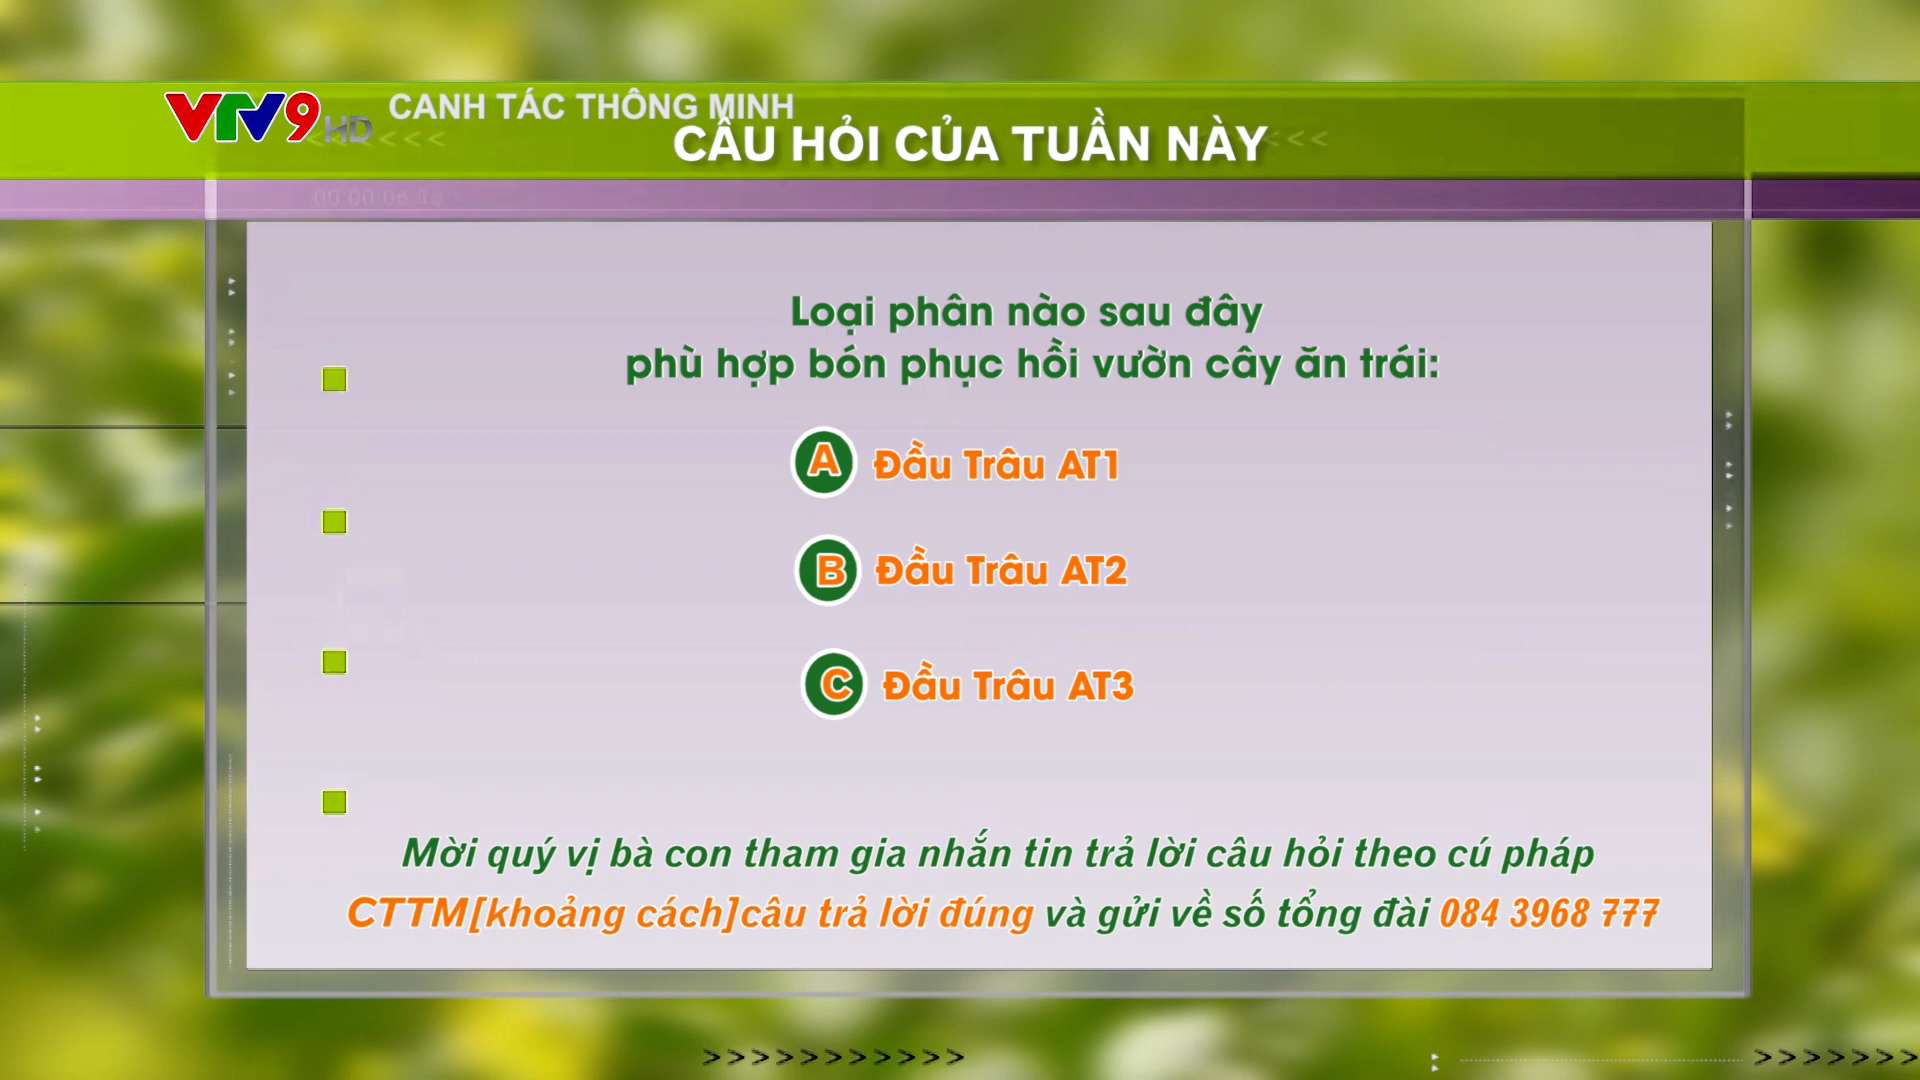 VTV9 HD
CANH TÁC THÔNG MINH
CÂU HỎI CỦA TUẦN NÀY
Loại phân nào sau đây
phù hợp bón phục hồi vườn cây ăn trái:
A Đầu Trâu AT1
B Đầu Trâu AT2
C Đầu Trâu AT3
Mời quý vị bà con tham gia nhắn tin trả lời câu hỏi theo cú pháp
CTTM[khoảng cách]câu trả lời đúng và gửi về số tổng đài 084 3968 777